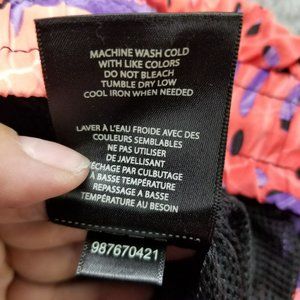 MACHINE WASH COLD
WITH LIKE COLORS
DO NOT BLEACH
TUMBLE DRY LOW
COOL IRON WHEN NEEDED
LAVER À L'EAU FROIDE AVEC DES
COULEURS SEMBLABLES
NE PAS UTILISER
DE JAVELLISANT
SÉCHAGE PAR CULBUTAGE
À BASSE TEMPÉRATURE
REPASSAGE À BASSE
TEMPÉRATURE AU BESOIN
987670421